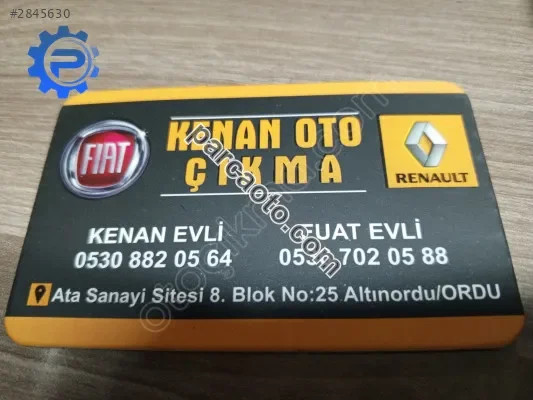 #2845630
KENAN OTO
ÇIKMA
FIAT
RENAULT
parcaoto.com
KENAN EVLİ
FUAT EVLİ
0530 882 05 64
702 05 88
Ata Sanayi Sitesi 8. Blok No:25 Altınordu/ORDU